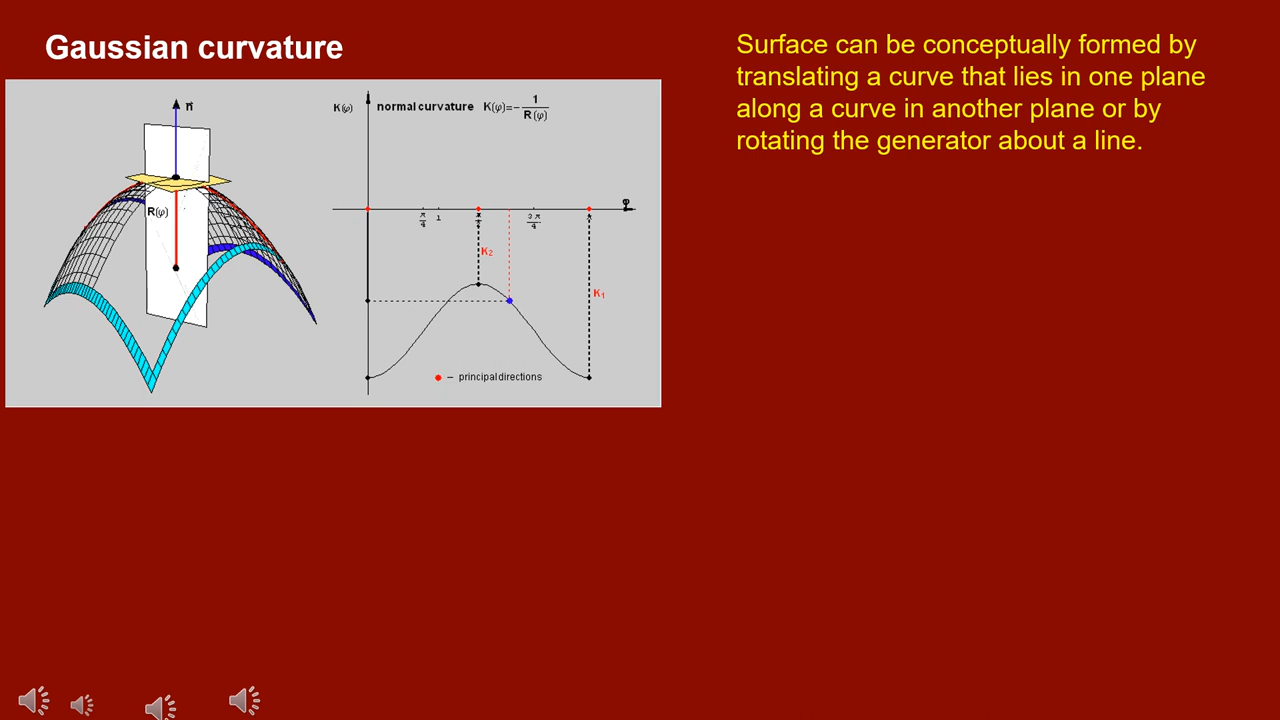 Gaussian curvature
Surface can be conceptually formed by
translating a curve that lies in one plane
along a curve in another plane or by
rotating the generator about a line.
n
R(φ)
K(φ)
normal curvature K(φ)=-1/R(φ)
φ
π/4
1
3π/4
π
K2
K1
– principal directions